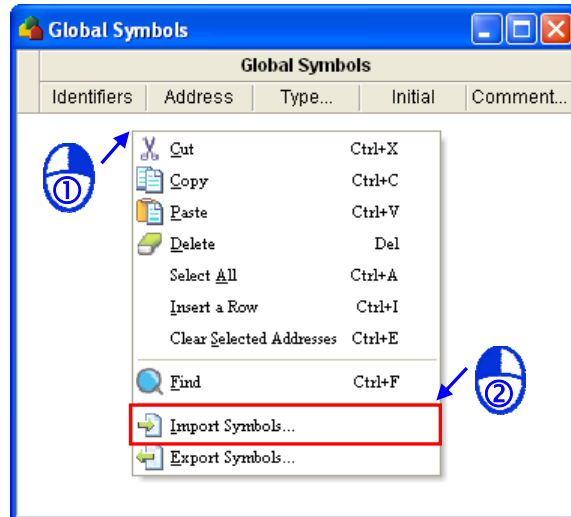 Global Symbols
Global Symbols
Identifiers Address Type... Initial Comment...
①
Cut Ctrl+X
Copy Ctrl+C
Paste Ctrl+V
Delete Del
Select All Ctrl+A
Insert a Row Ctrl+I
Clear Selected Addresses Ctrl+E
Find Ctrl+F
②
Import Symbols...
Export Symbols...